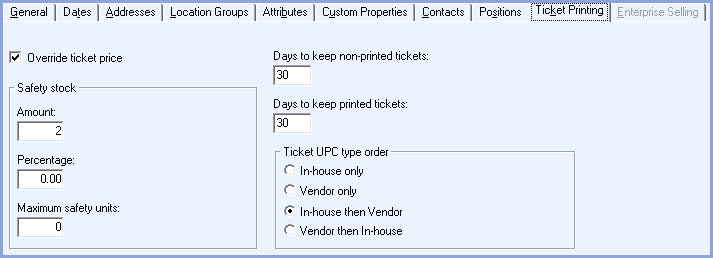 General Dates Addresses Location Groups Attributes Custom Properties Contacts Positions Ticket Printing Enterprise Selling
Override ticket price
Safety stock
Amount:
2
Percentage:
0.00
Maximum safety units:
0
Days to keep non-printed tickets:
30
Days to keep printed tickets:
30
Ticket UPC type order
In-house only
Vendor only
In-house then Vendor
Vendor then In-house